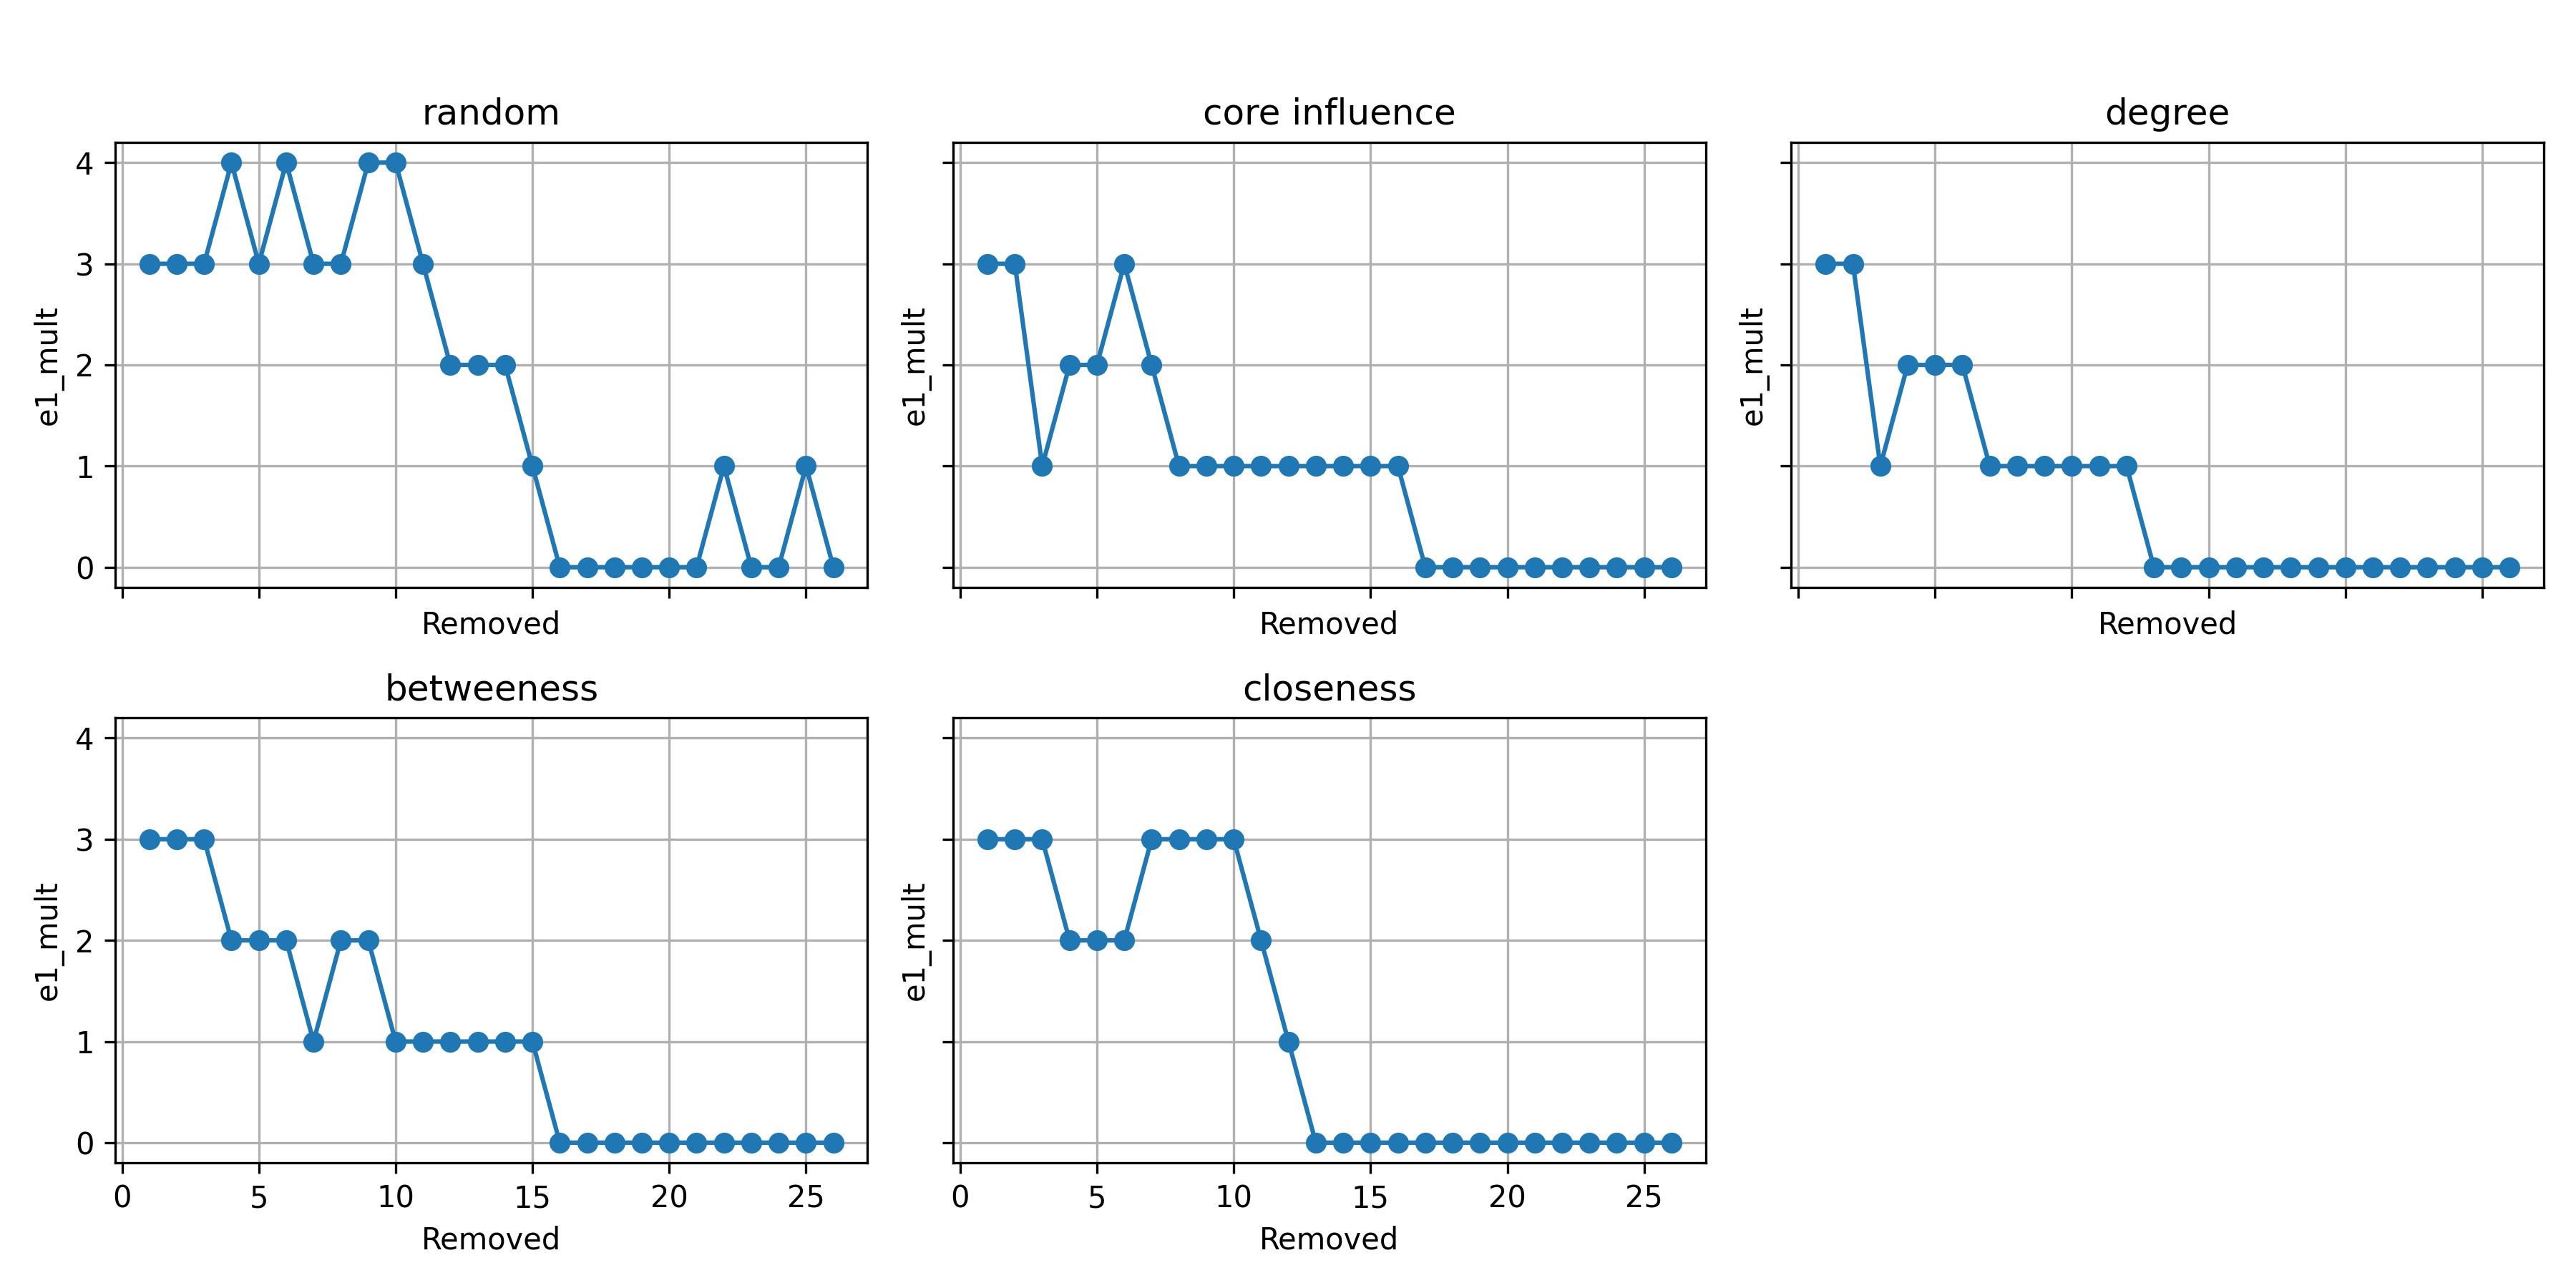 random
4
3
2
1
0
e1_mult
Removed
core influence
e1_mult
Removed
degree
e1_mult
Removed
betweeness
4
3
2
1
0
e1_mult
0 5 10 15 20 25
Removed
closeness
e1_mult
0 5 10 15 20 25
Removed